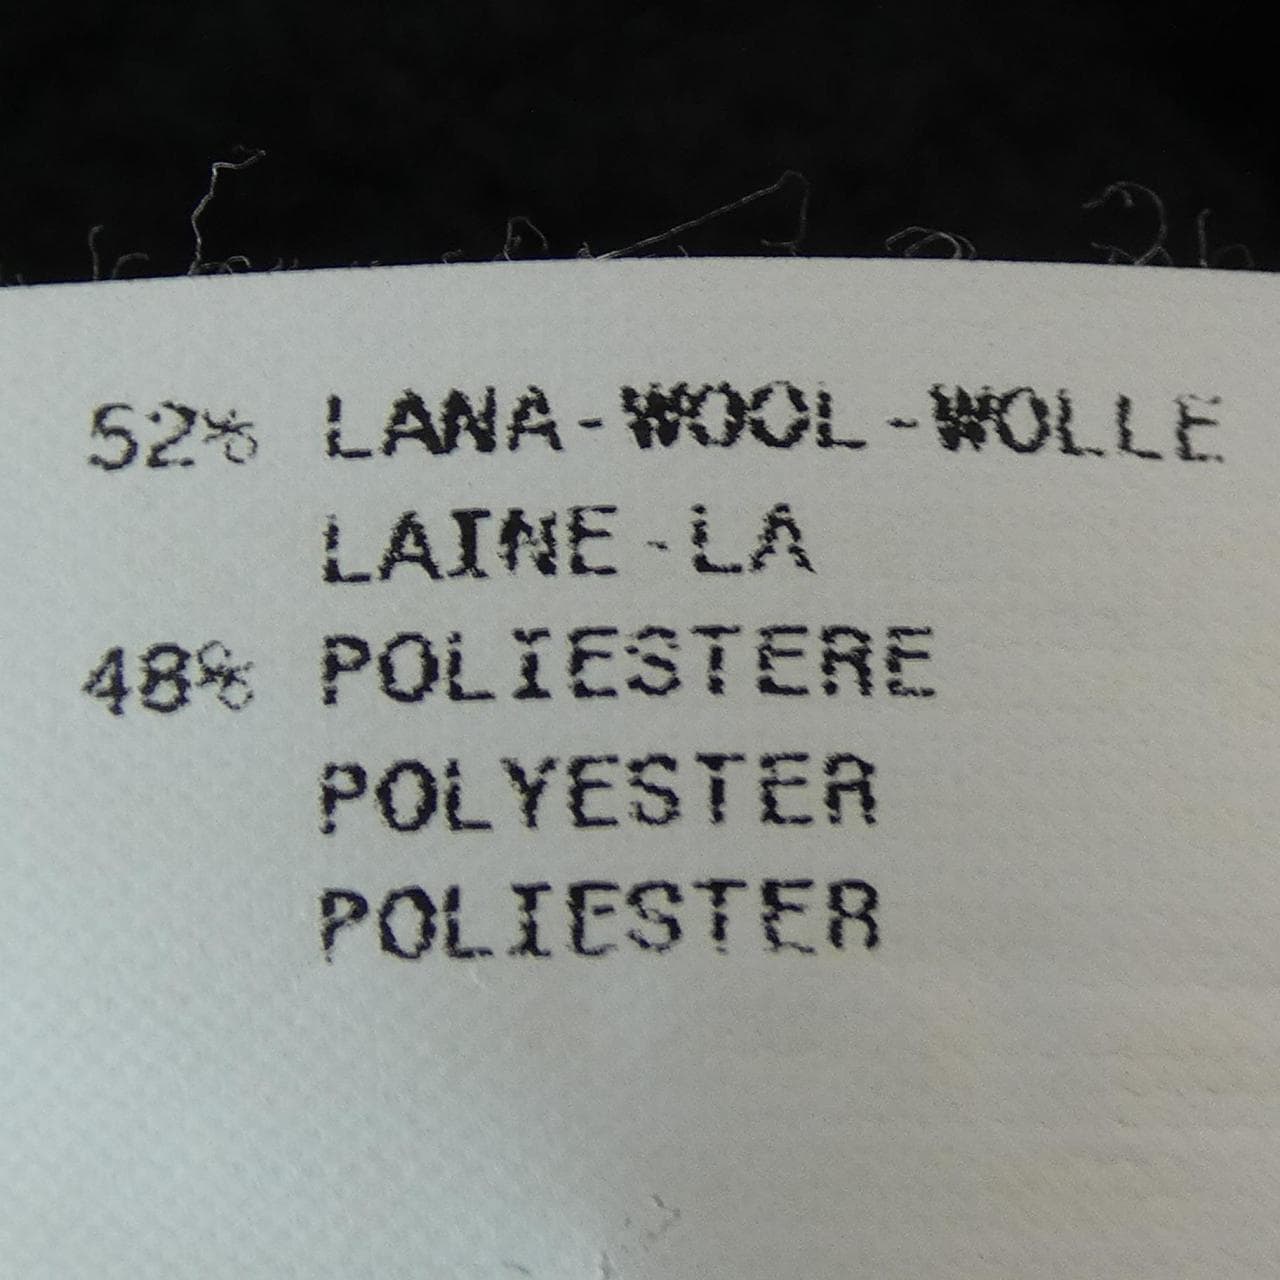 52% LANA-WOOL-WOLLE
LAINE-LA
48% POLIESTERE
POLYESTER
POLIESTER